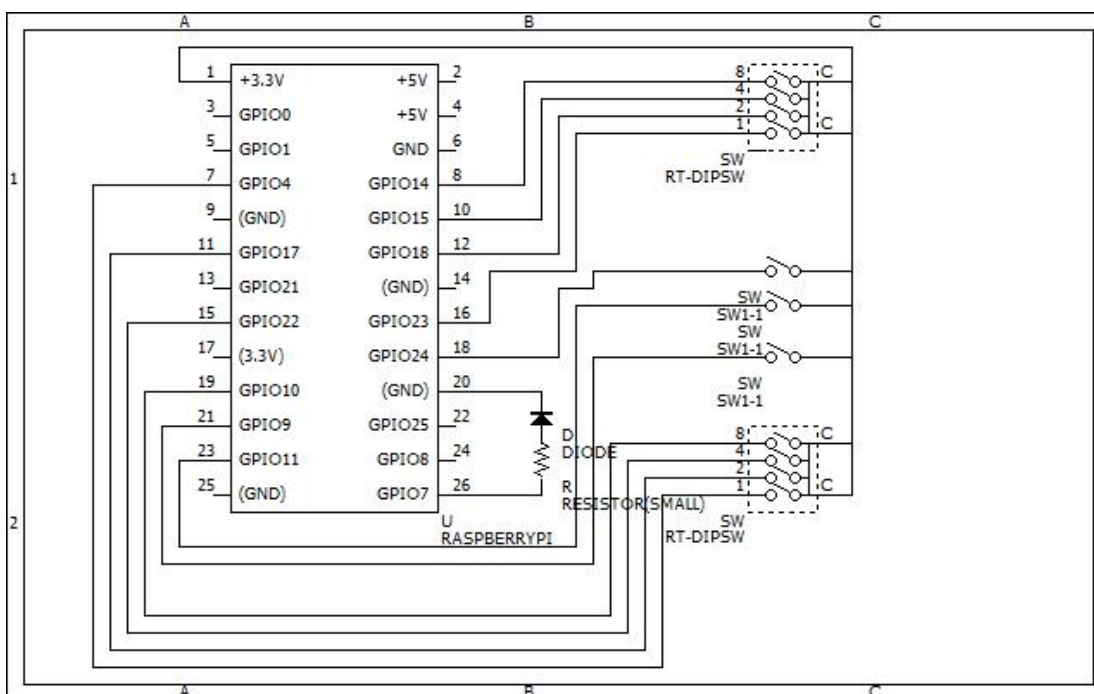 A B C
1 +3.3V +5V 2
3 GPIO0 +5V 4
5 GPIO1 GND 6
7 GPIO4 GPIO14 8
9 (GND) GPIO15 10
11 GPIO17 GPIO18 12
13 GPIO21 (GND) 14
15 GPIO22 GPIO23 16
17 (3.3V) GPIO24 18
19 GPIO10 (GND) 20
21 GPIO9 GPIO25 22
23 GPIO11 GPIO8 24
25 (GND) GPIO7 26
U
RASPBERRYPI
D
DIODE
R
RESISTOR(SMALL)
8 C
4
2
1 C
SW
RT-DIPSW
SW
SW1-1
SW
SW1-1
SW
SW1-1
8 C
4
2
1 C
SW
RT-DIPSW
1
2
A B C